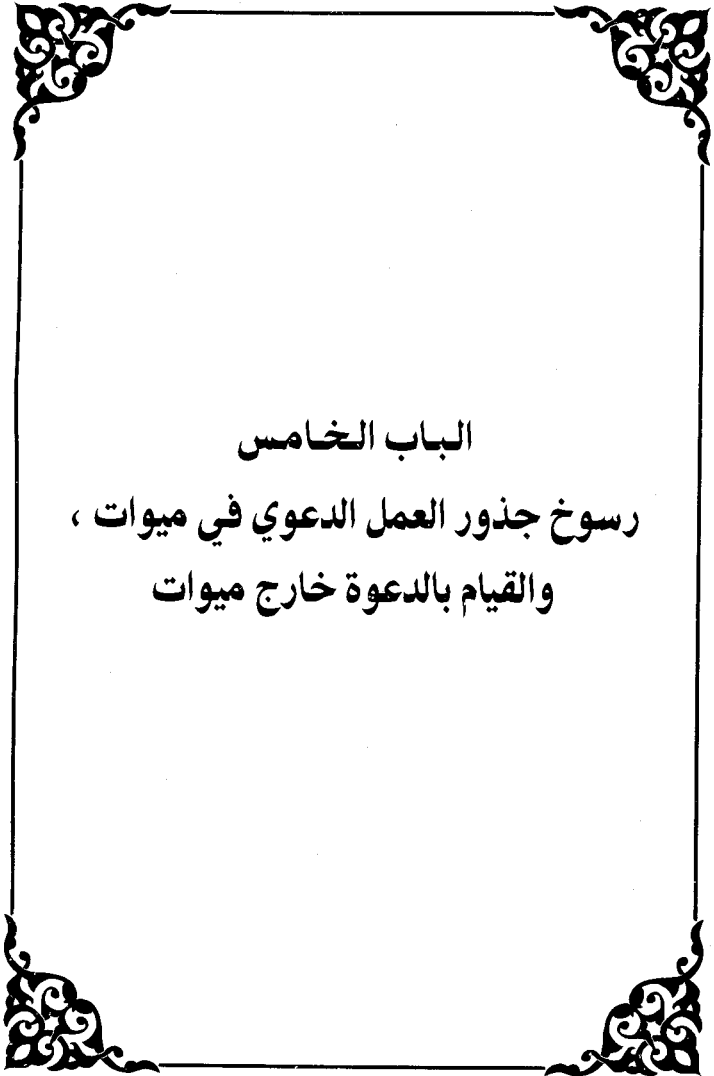 الباب الخامس
رسوخ جذور العمل الدعوي في ميوات ،
والقيام بالدعوة خارج ميوات